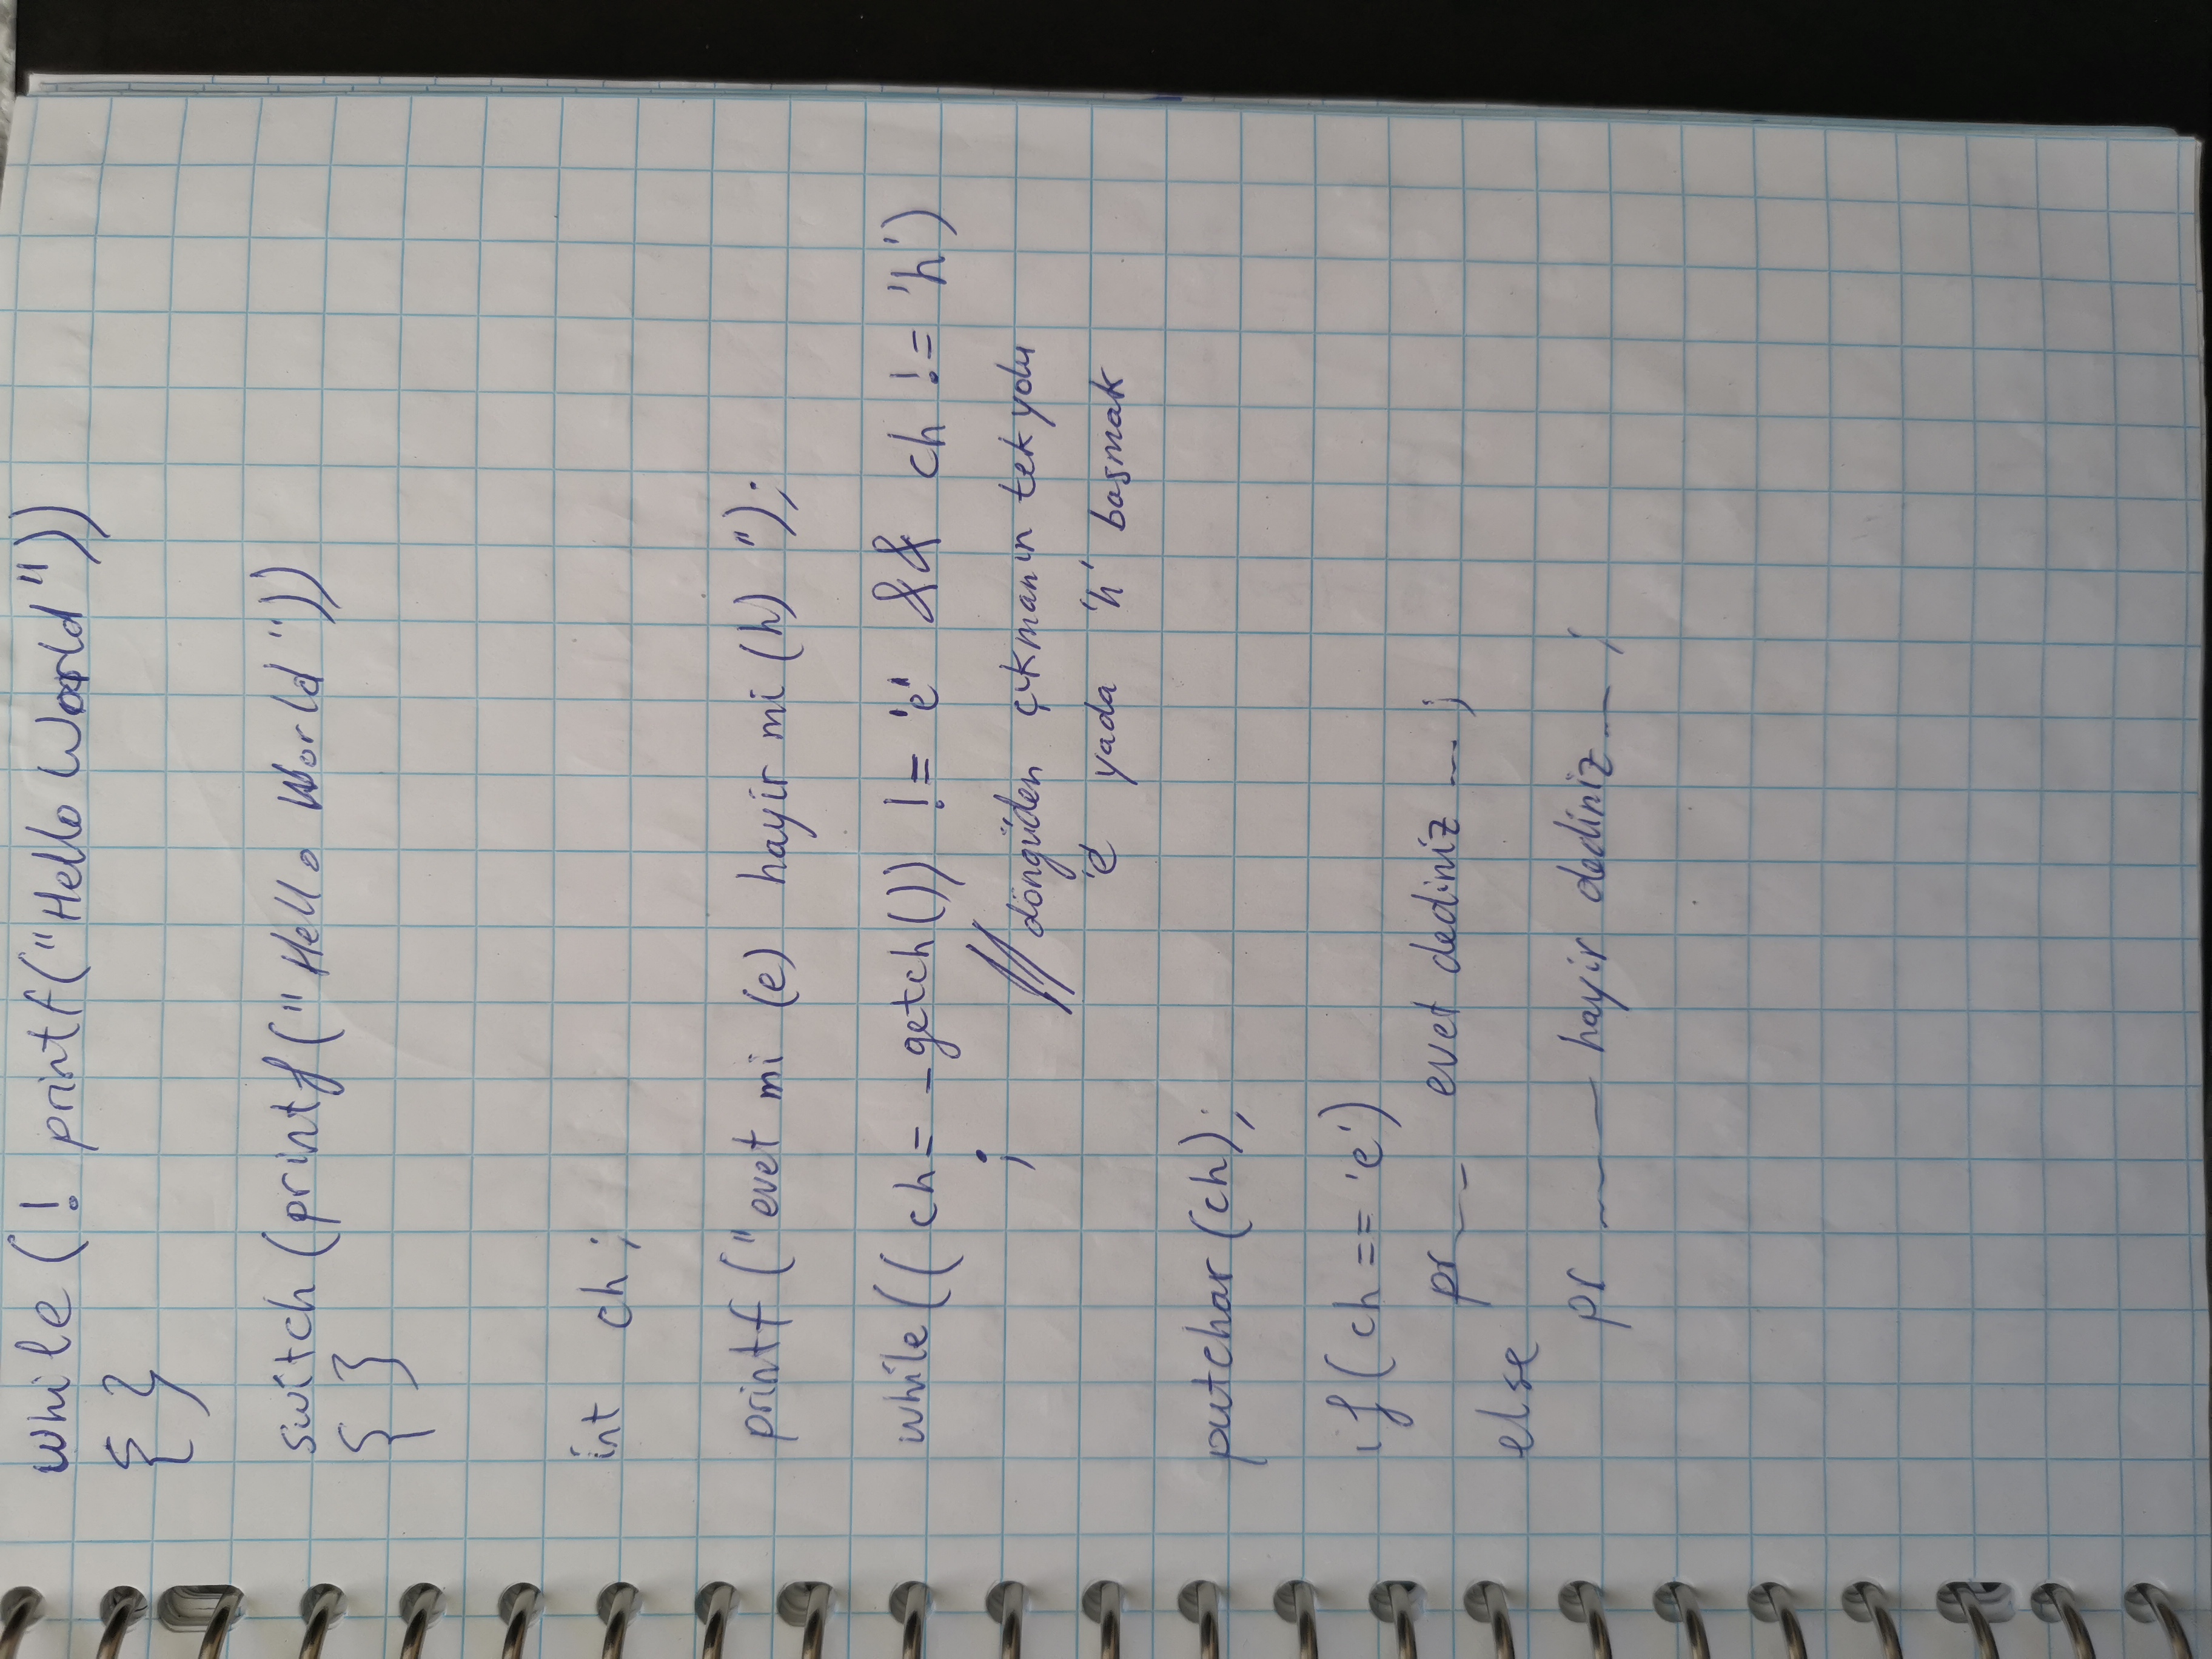 while (! printf("Hello World"))
{ }
switch (printf("Hello World"))
{ }
int ch;
printf ("evet mi (e) hayir mi (h) ");
while (( ch = _getch()) != 'e' && ch != 'h')
; // döngüden çıkmanın tek yolu
'e' yada 'h' basmak
putchar (ch);
if ( ch == 'e')
pr__ evet dediniz __ ;
else
pr ___ hayir dediniz __ ;